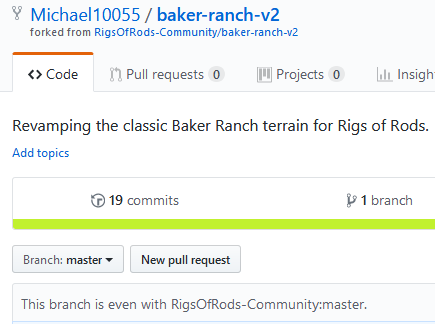 Michael10055 / baker-ranch-v2
forked from RigsOfRods-Community/baker-ranch-v2
<> Code Pull requests 0 Projects 0 Insigh
Revamping the classic Baker Ranch terrain for Rigs of Rods.
Add topics
19 commits 1 branch
Branch: master New pull request
This branch is even with RigsOfRods-Community:master.